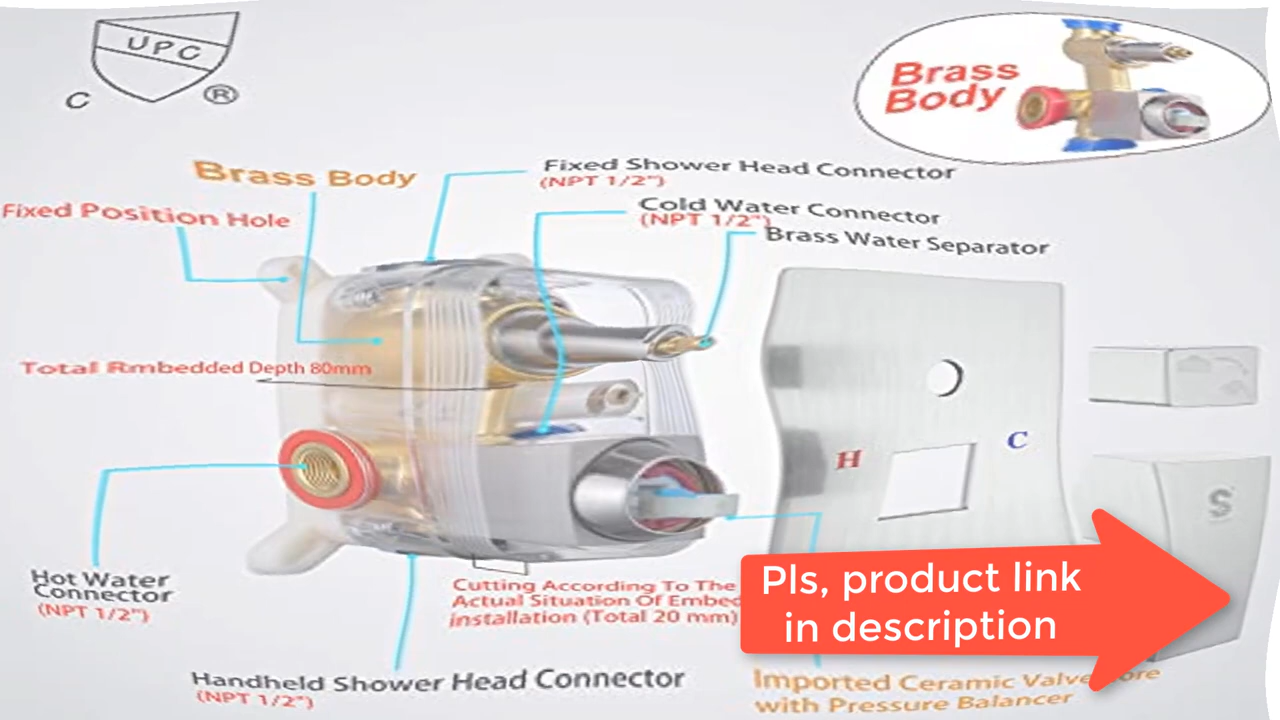 UPC
C ®
Brass
Body
Brass Body
Fixed Shower Head Connector
(NPT 1/2")
Fixed Position Hole
Cold Water Connector
(NPT 1/2")
Brass Water Separator
Total Rmbedded Depth 80mm
H
C
S
Hot Water
Connector
(NPT 1/2")
Cutting According To The
Actual Situation Of Embed
installation (Total 20 mm)
Pls, product link
in description
Handheld Shower Head Connector
(NPT 1/2")
Imported Ceramic Valve ore
with Pressure Balancer